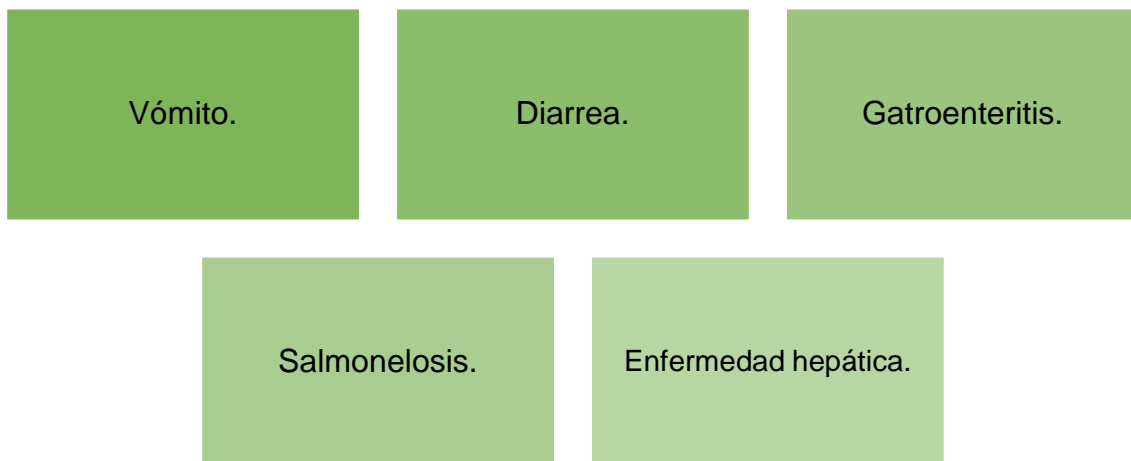 Vómito.
Diarrea.
Gatroenteritis.
Salmonelosis.
Enfermedad hepática.